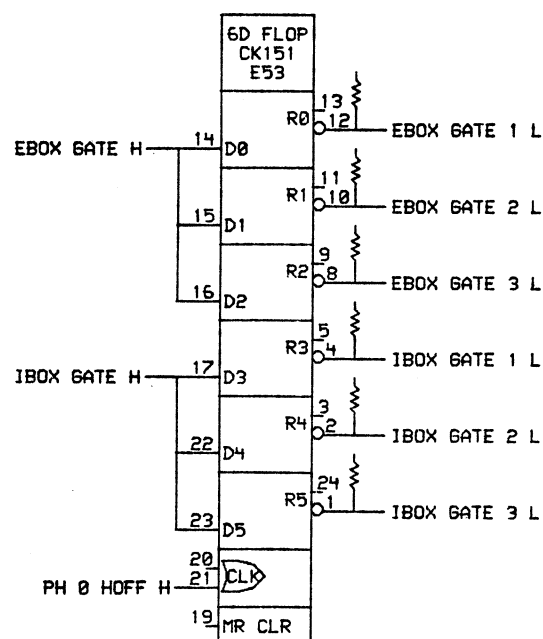 6D FLOP
CK151
E53
13
R0
12
EBOX GATE 1 L
EBOX GATE H
14
D0
11
R1
10
EBOX GATE 2 L
15
D1
9
R2
8
EBOX GATE 3 L
16
D2
5
R3
4
IBOX GATE 1 L
IBOX GATE H
17
D3
3
R4
2
IBOX GATE 2 L
22
D4
24
R5
1
IBOX GATE 3 L
23
D5
20
CLK
21
PH 0 HOFF H
19
MR CLR